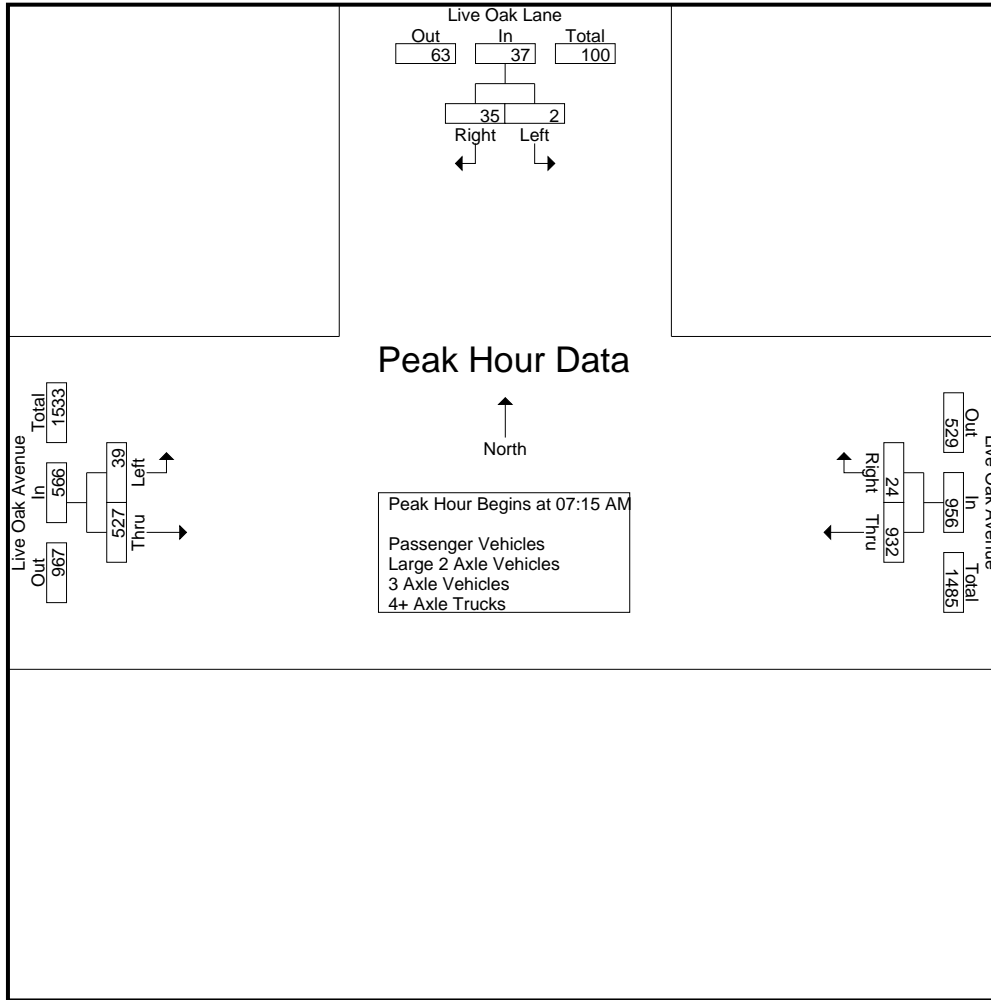 Live Oak Lane
Out In Total
63 37 100
35 2
Right Left
Peak Hour Data
North
Peak Hour Begins at 07:15 AM
Passenger Vehicles
Large 2 Axle Vehicles
3 Axle Vehicles
4+ Axle Trucks
Live Oak Avenue
Out In Total
967 566 1533
Left Thru
39 527
Live Oak Avenue
Out In Total
529 956 1485
Right Thru
24 932